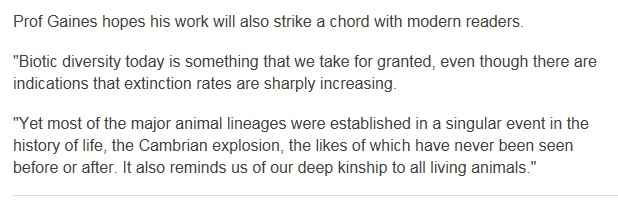 Prof Gaines hopes his work will also strike a chord with modern readers.
"Biotic diversity today is something that we take for granted, even though there are
indications that extinction rates are sharply increasing.
"Yet most of the major animal lineages were established in a singular event in the
history of life, the Cambrian explosion, the likes of which have never been seen
before or after. It also reminds us of our deep kinship to all living animals."